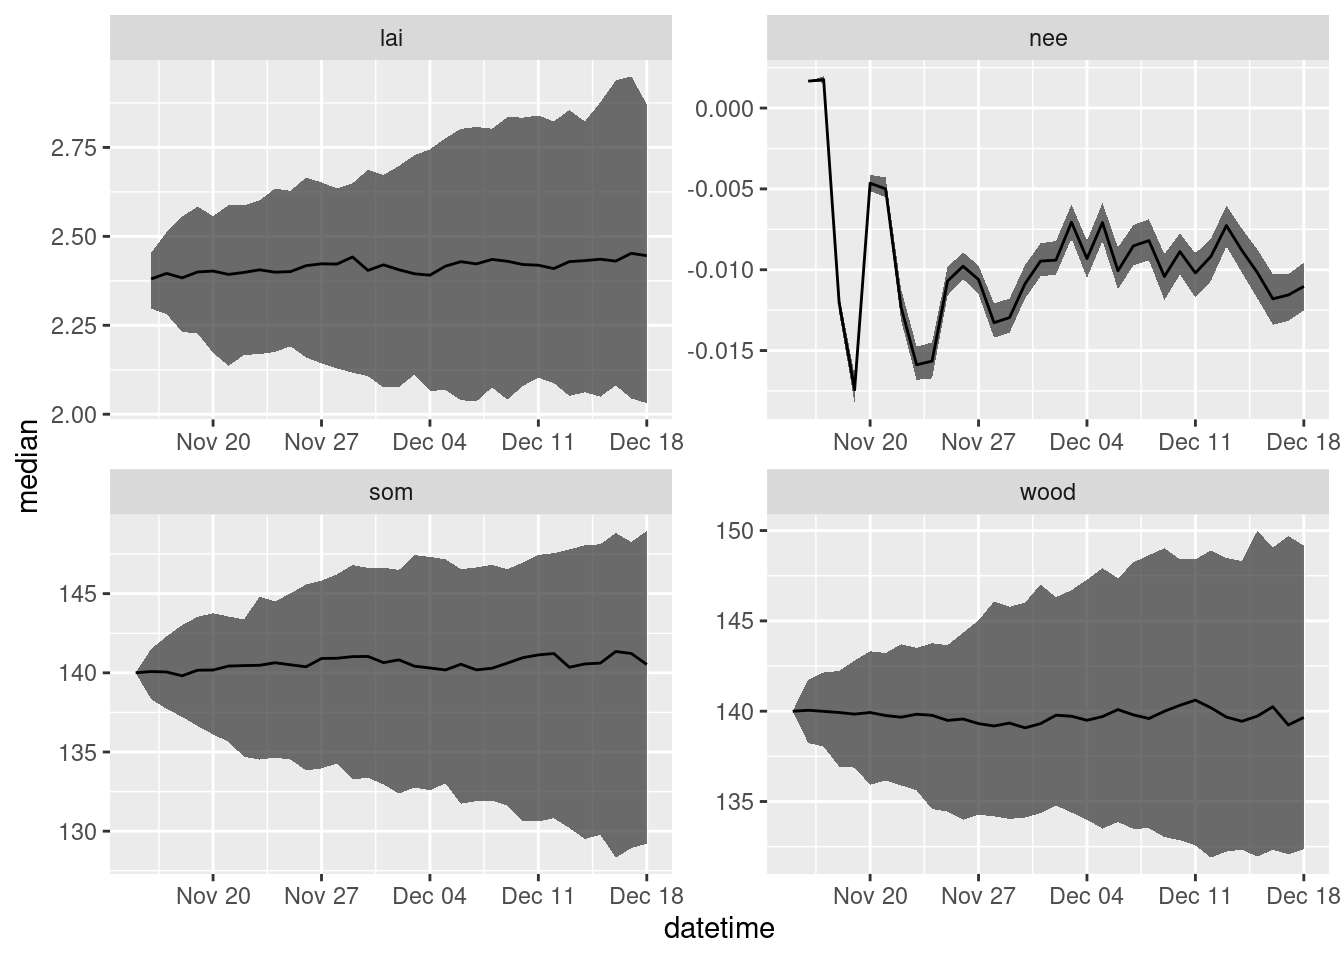 lai
nee
2.75
2.50
2.25
2.00
0.000
-0.005
-0.010
-0.015
Nov 20 Nov 27 Dec 04 Dec 11 Dec 18
Nov 20 Nov 27 Dec 04 Dec 11 Dec 18
median
som
wood
145
140
135
130
150
145
140
135
Nov 20 Nov 27 Dec 04 Dec 11 Dec 18
Nov 20 Nov 27 Dec 04 Dec 11 Dec 18
datetime